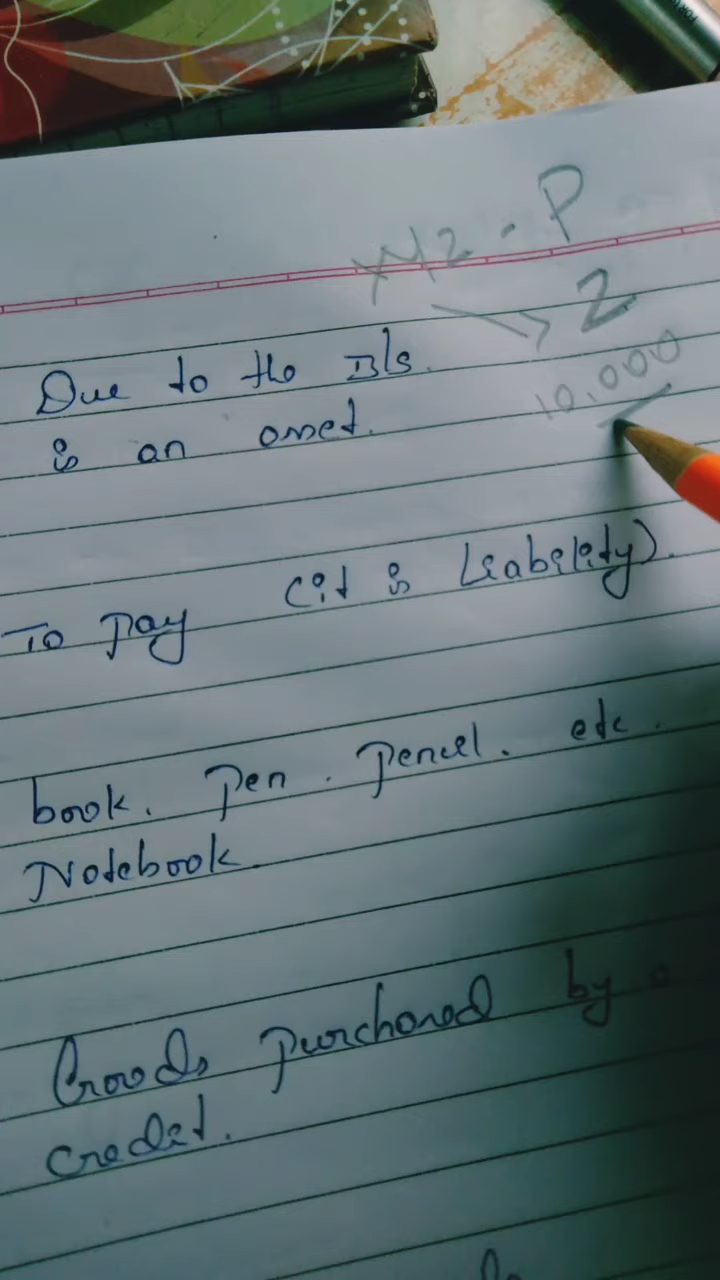 XYZ - P
2
10,000
Due to the B/s.
is an asset.
To Pay (it is Liability).
book. Pen. Pencil. etc.
Notebook.
Goods purchased by
credit.